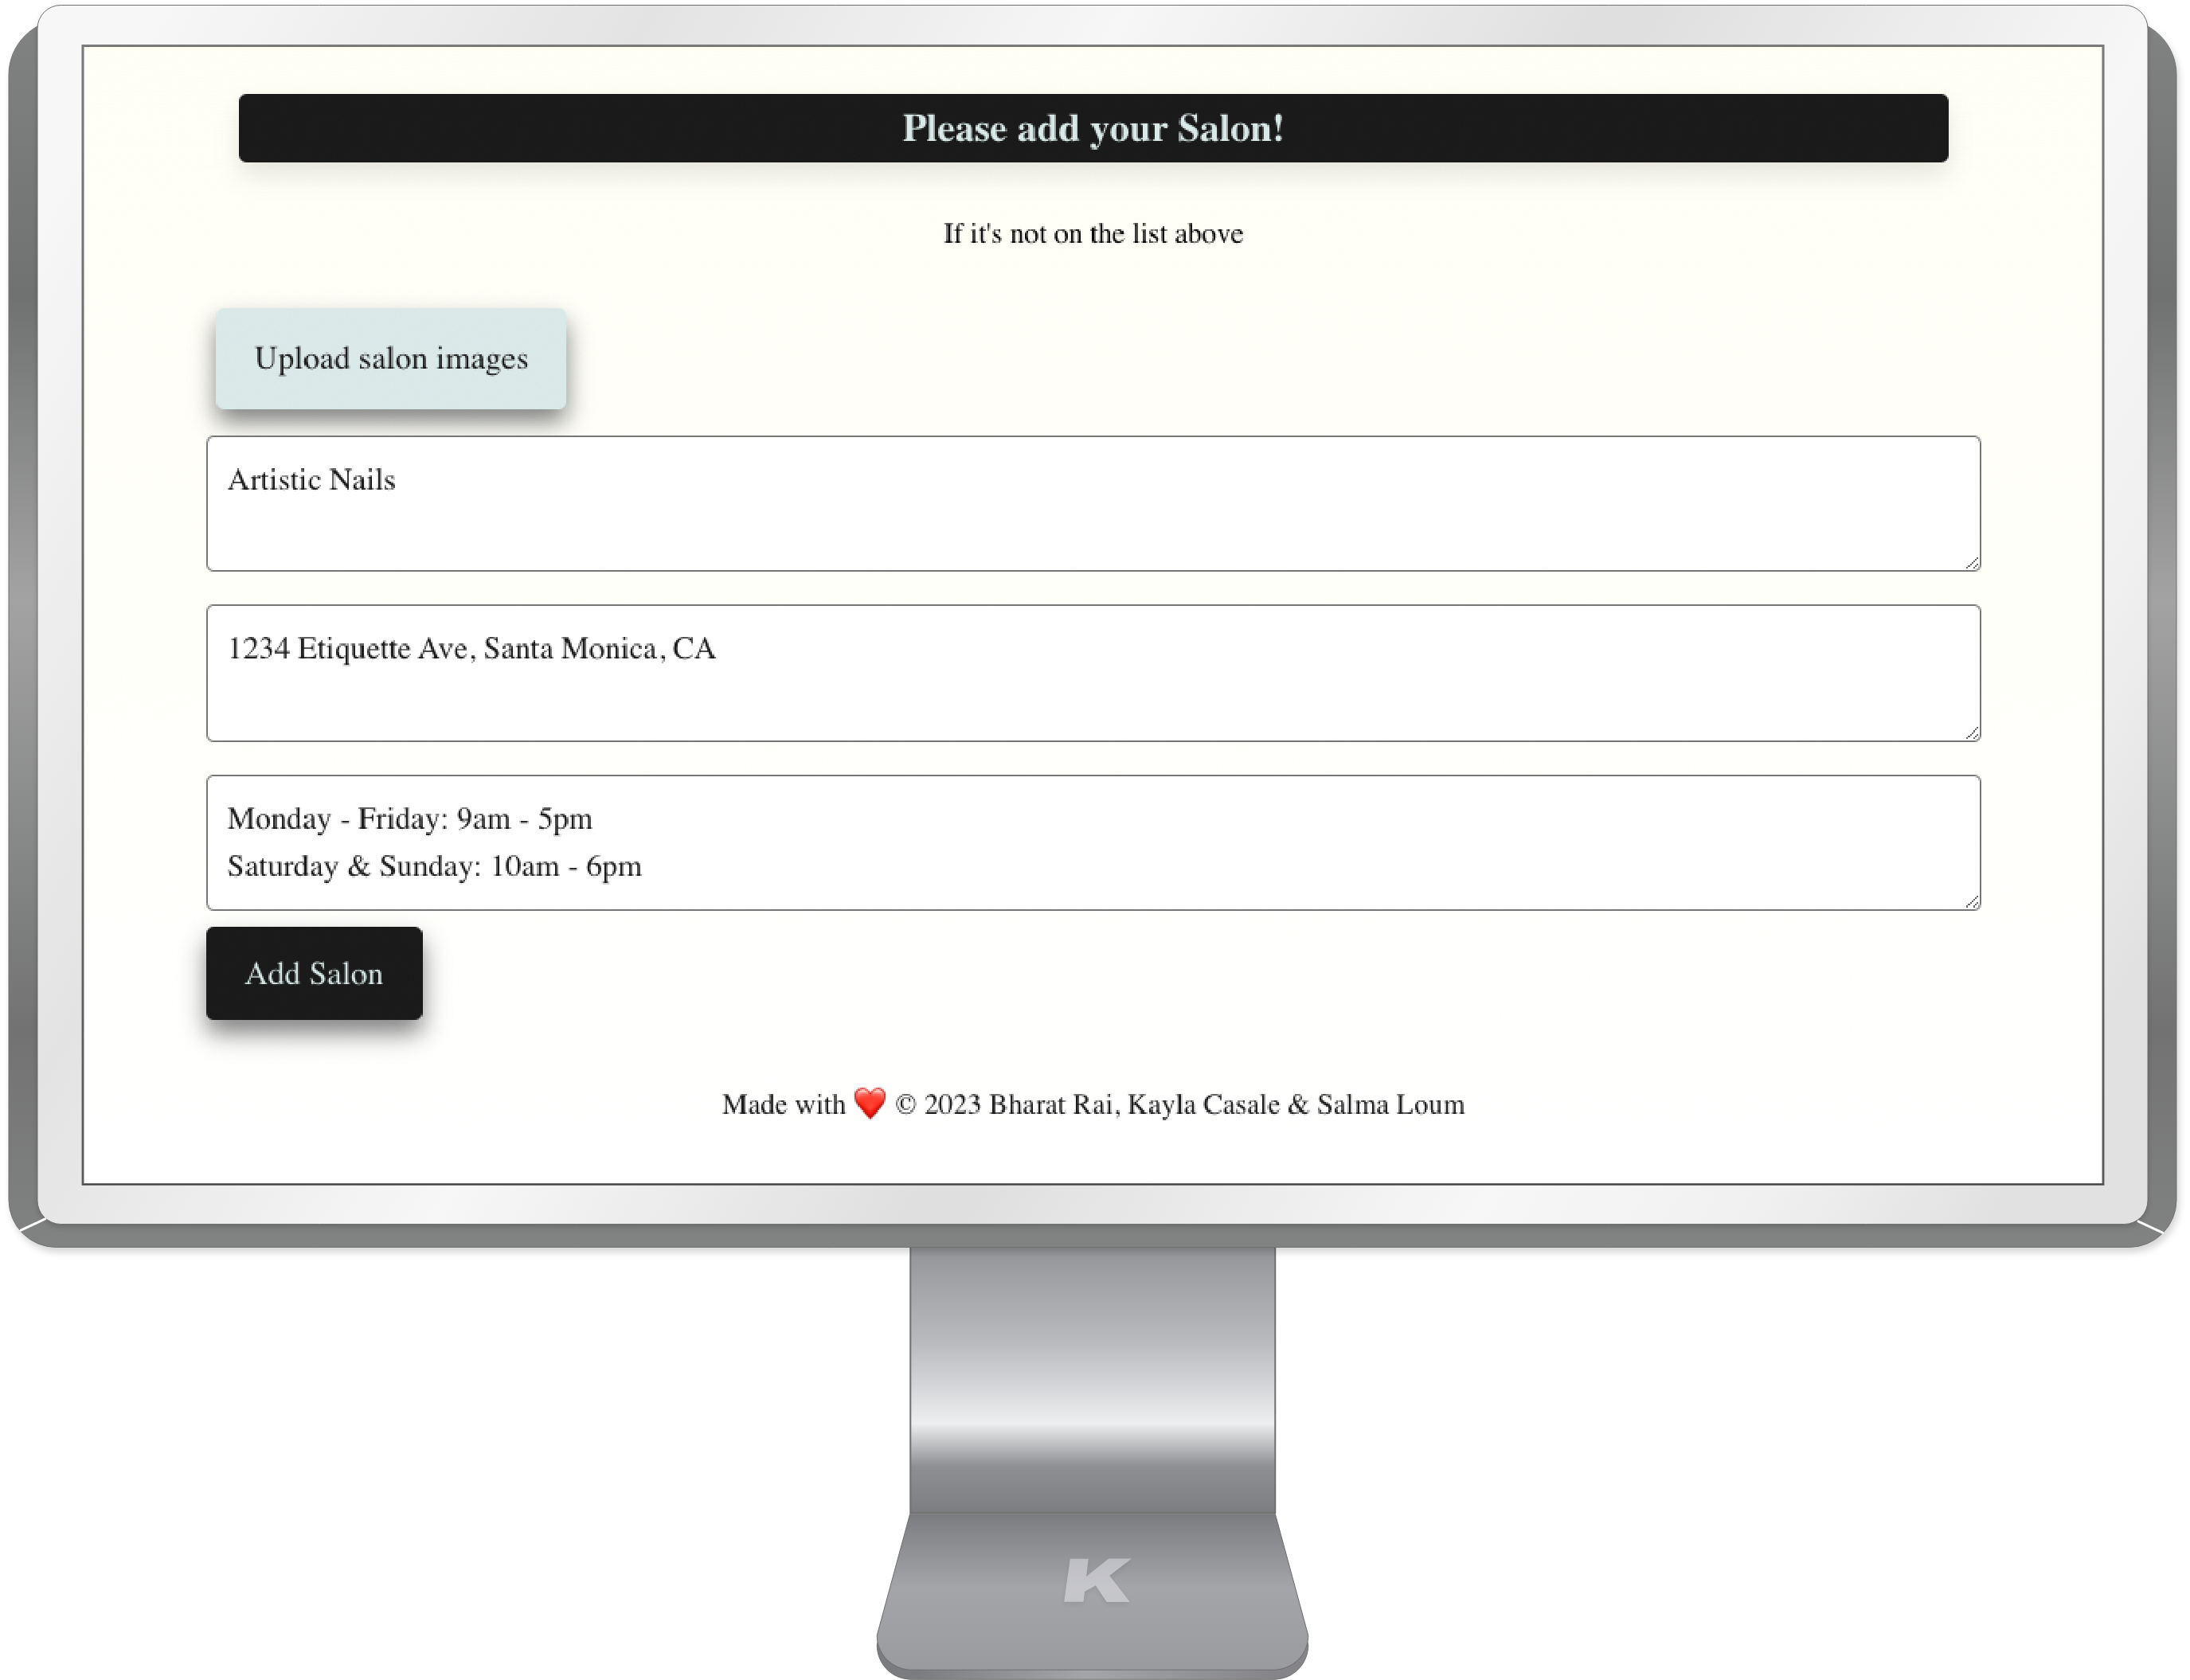 Please add your Salon!
If it's not on the list above
Upload salon images
Artistic Nails
1234 Etiquette Ave, Santa Monica, CA
Monday - Friday: 9am - 5pm
Saturday & Sunday: 10am - 6pm
Add Salon
Made with ❤️ © 2023 Bharat Rai, Kayla Casale & Salma Loum
K